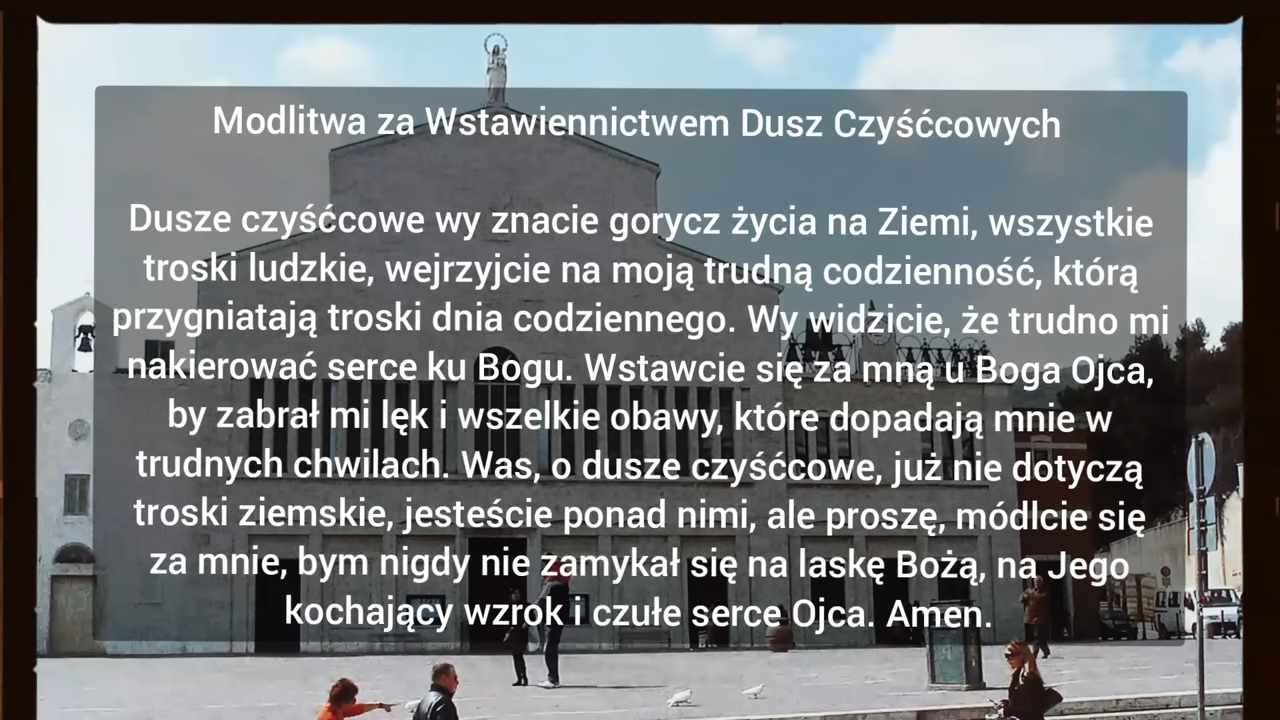 Modlitwa za Wstawiennictwem Dusz Czyśćcowych
Dusze czyśćcowe wy znacie gorycz życia na Ziemi, wszystkie
troski ludzkie, wejrzyjcie na moją trudną codzienność, którą
przygniatają troski dnia codziennego. Wy widzicie, że trudno mi
nakierować serce ku Bogu. Wstawcie się za mną u Boga Ojca,
by zabrał mi lęk i wszelkie obawy, które dopadają mnie w
trudnych chwilach. Was, o dusze czyśćcowe, już nie dotyczą
troski ziemskie, jesteście ponad nimi, ale proszę, módlcie się
za mnie, bym nigdy nie zamykał się na laskę Bożą, na Jego
kochający wzrok i czułe serce Ojca. Amen.